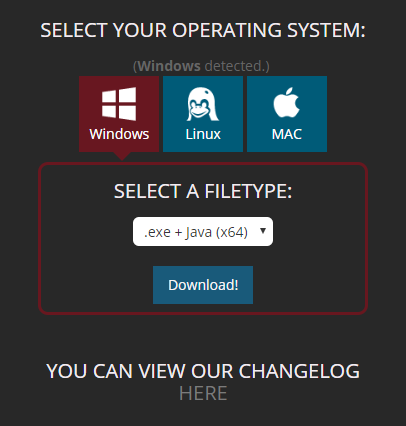 SELECT YOUR OPERATING SYSTEM:
(Windows detected.)
Windows Linux MAC
SELECT A FILETYPE:
.exe + Java (x64)
Download!
YOU CAN VIEW OUR CHANGELOG
HERE